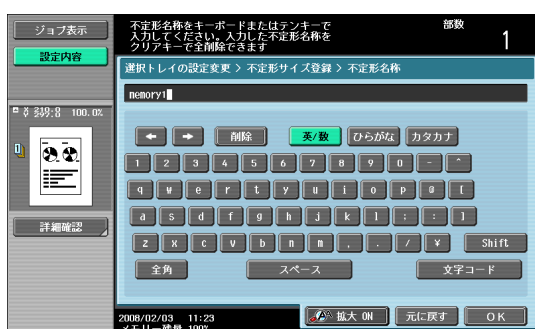 ジョブ表示
設定内容
不定形名称をキーボードまたはテンキーで
入力してください。入力した不定形名称を
クリアキーで全削除できます
部数
1
選択トレイの設定変更 > 不定形サイズ登録 > 不定形名称
memory1
100.0%
← → 削除 英/数 ひらがな カタカナ
1 2 3 4 5 6 7 8 9 0 - ^
q w e r t y u i o p @ [
a s d f g h j k l ; : ]
z x c v b n m , . / ¥ Shift
全角 スペース 文字コード
詳細確認
2008/02/03 11:23
メモリー残量 100%
拡大 ON 元に戻す OK